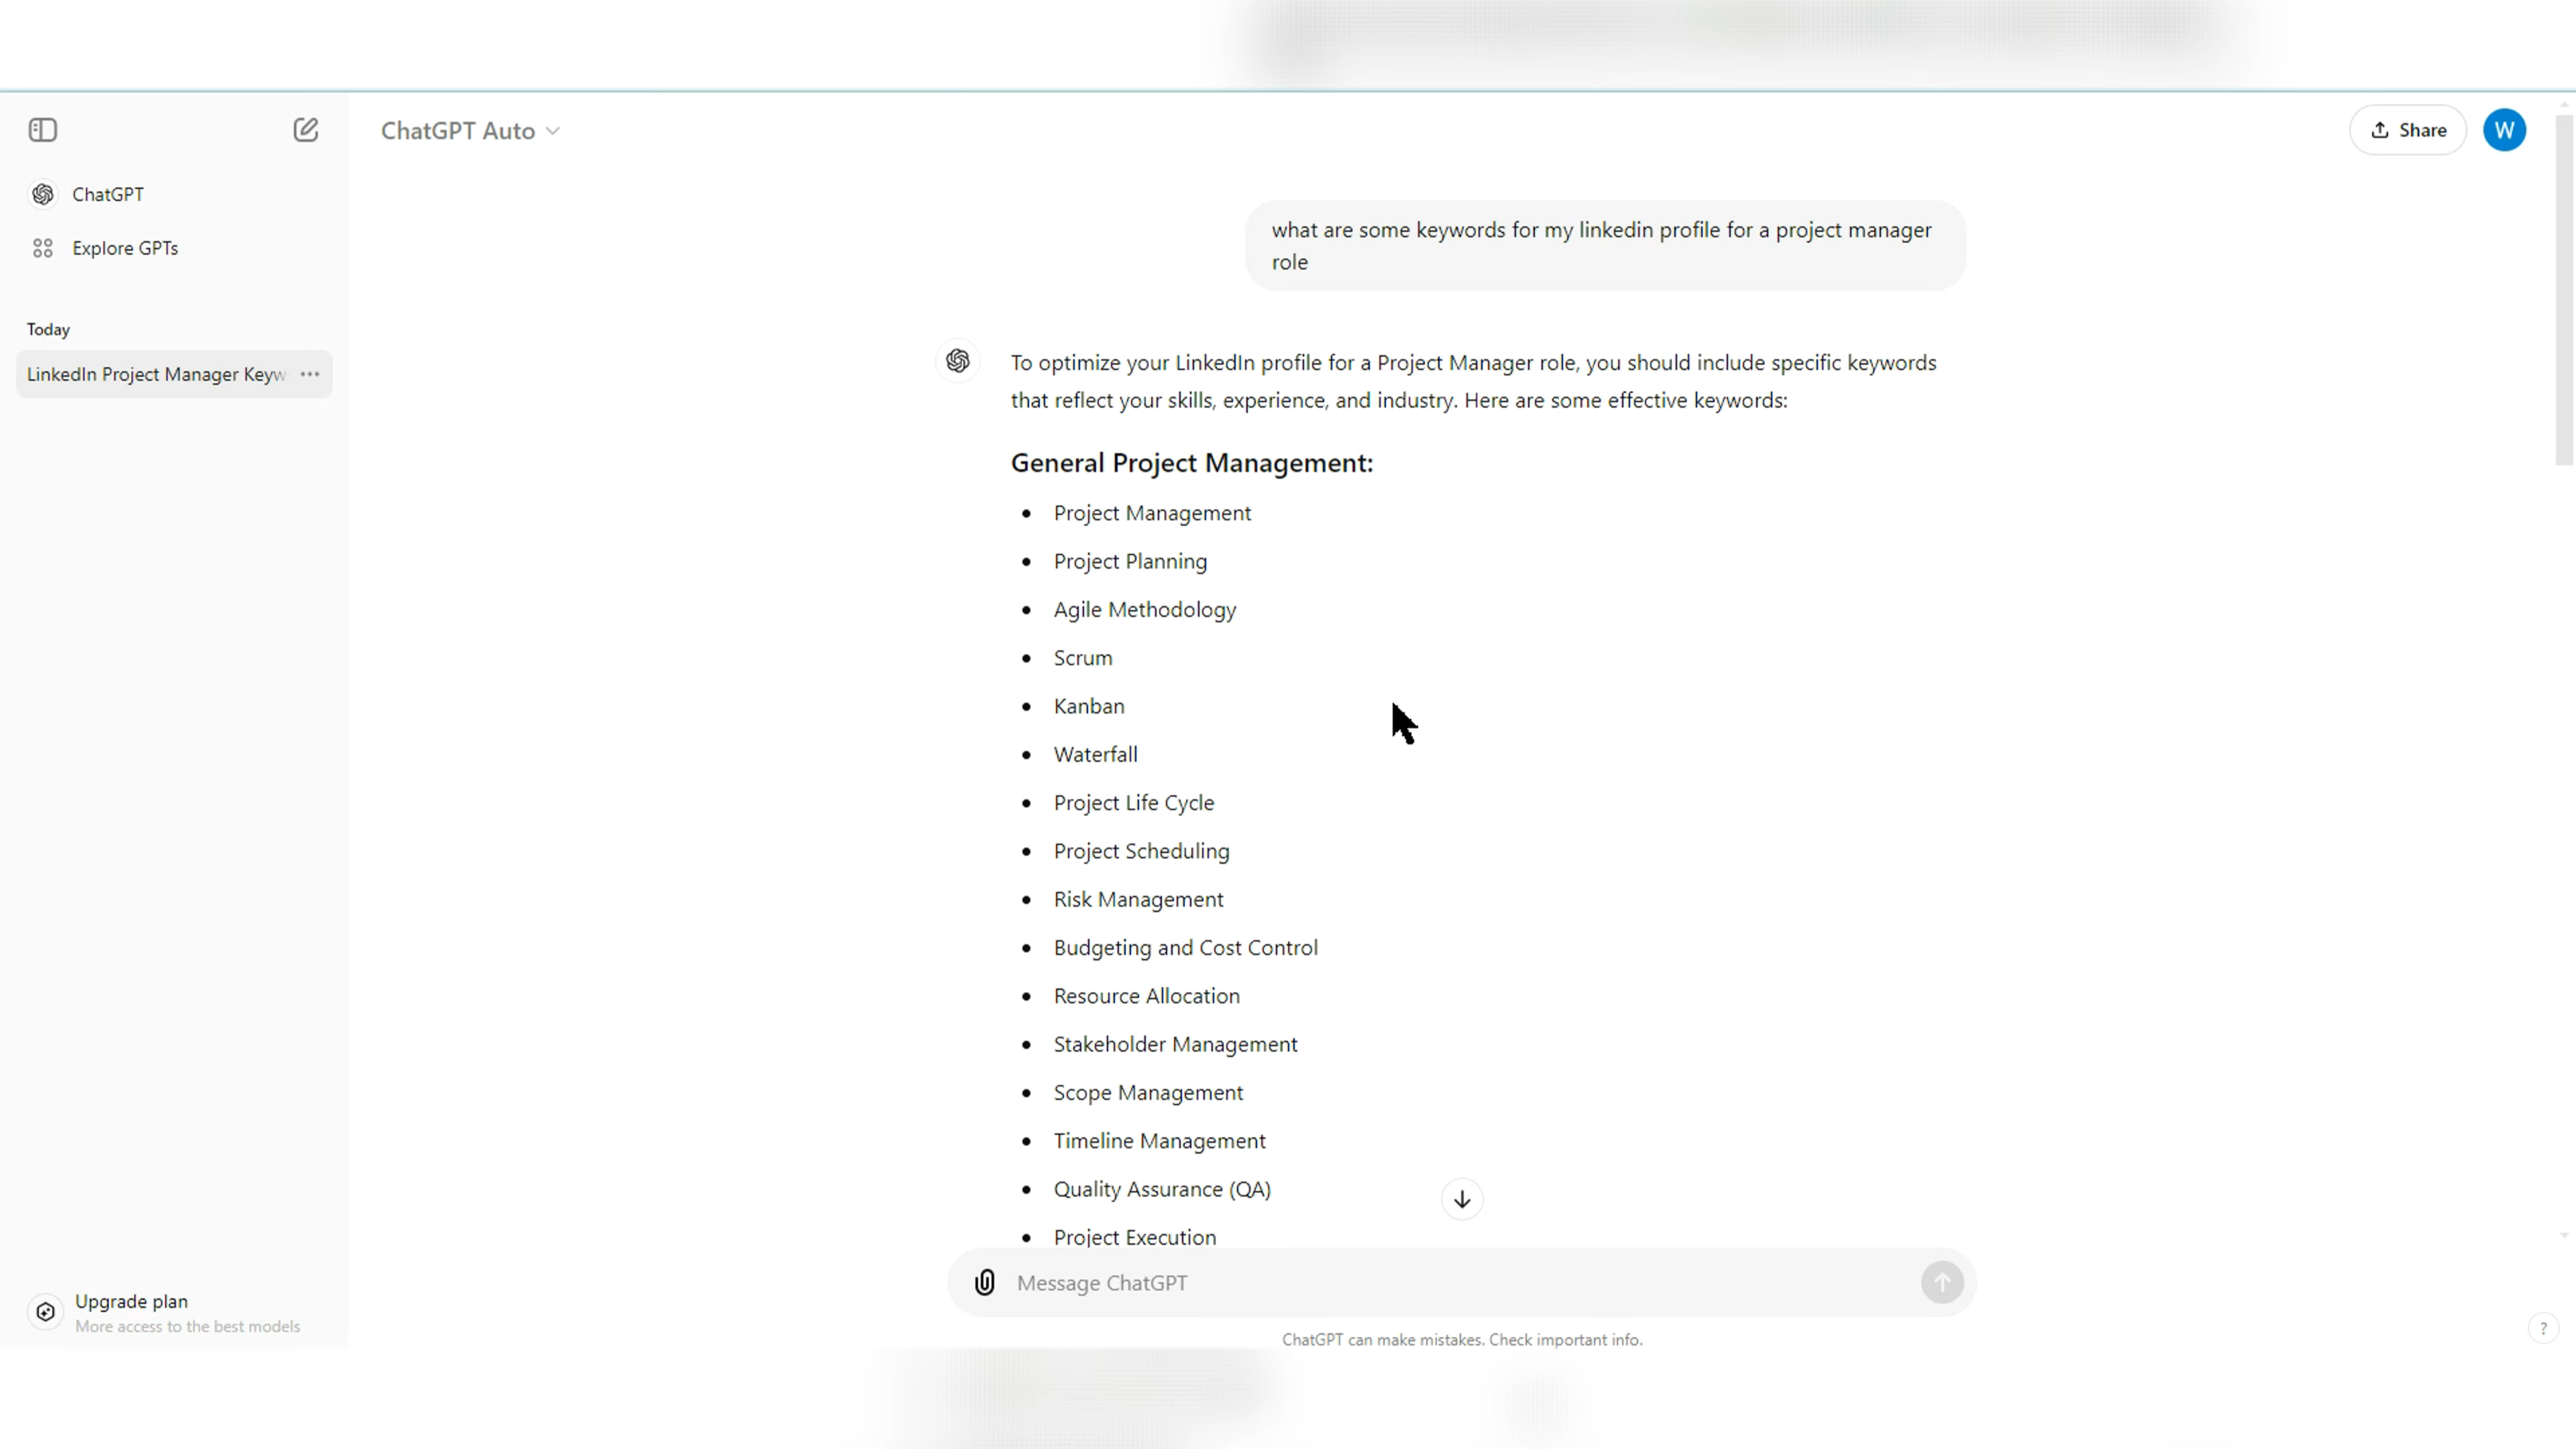 ChatGPT Auto
Share
W
ChatGPT
Explore GPTs
Today
LinkedIn Project Manager Keyw
what are some keywords for my linkedin profile for a project manager
role
To optimize your LinkedIn profile for a Project Manager role, you should include specific keywords
that reflect your skills, experience, and industry. Here are some effective keywords:
General Project Management:
Project Management
Project Planning
Agile Methodology
Scrum
Kanban
Waterfall
Project Life Cycle
Project Scheduling
Risk Management
Budgeting and Cost Control
Resource Allocation
Stakeholder Management
Scope Management
Timeline Management
Quality Assurance (QA)
Project Execution
Upgrade plan
More access to the best models
Message ChatGPT
ChatGPT can make mistakes. Check important info.
?